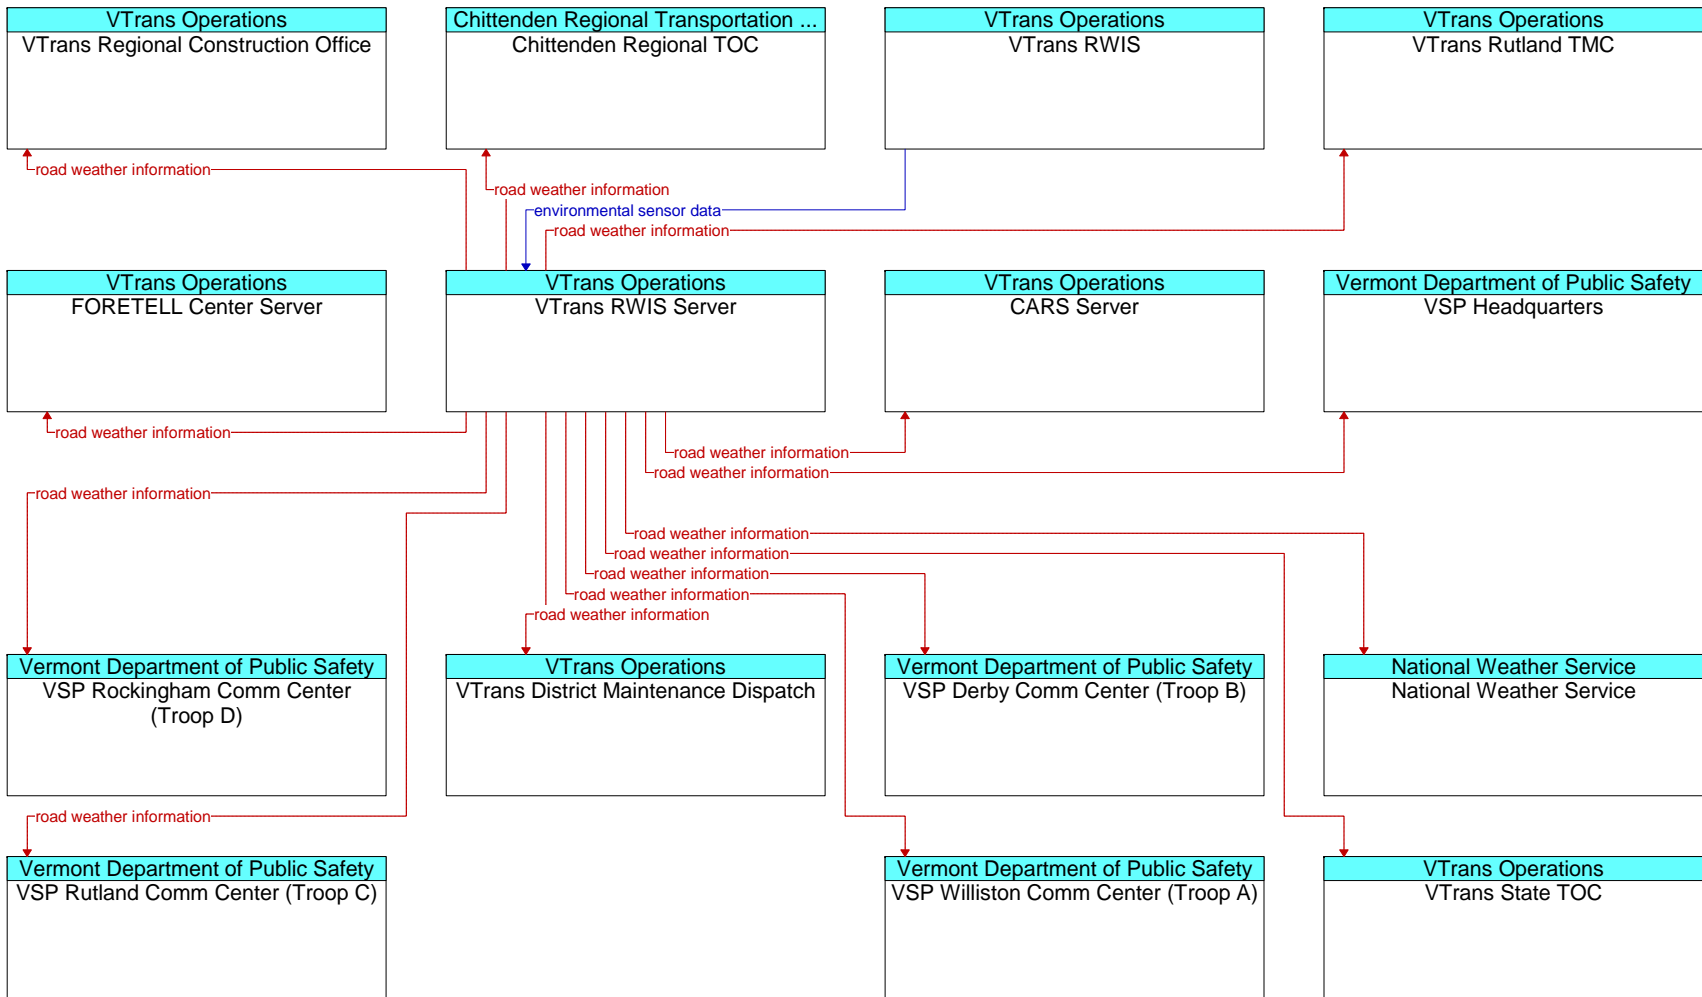 VTrans Operations
VTrans Regional Construction Office
Chittenden Regional Transportation ...
Chittenden Regional TOC
VTrans Operations
VTrans RWIS
VTrans Operations
VTrans Rutland TMC
road weather information
road weather information
environmental sensor data
road weather information
VTrans Operations
FORETELL Center Server
VTrans Operations
VTrans RWIS Server
VTrans Operations
CARS Server
Vermont Department of Public Safety
VSP Headquarters
road weather information
road weather information
road weather information
road weather information
road weather information
road weather information
road weather information
road weather information
road weather information
Vermont Department of Public Safety
VSP Rockingham Comm Center
(Troop D)
VTrans Operations
VTrans District Maintenance Dispatch
Vermont Department of Public Safety
VSP Derby Comm Center (Troop B)
National Weather Service
National Weather Service
road weather information
Vermont Department of Public Safety
VSP Rutland Comm Center (Troop C)
Vermont Department of Public Safety
VSP Williston Comm Center (Troop A)
VTrans Operations
VTrans State TOC